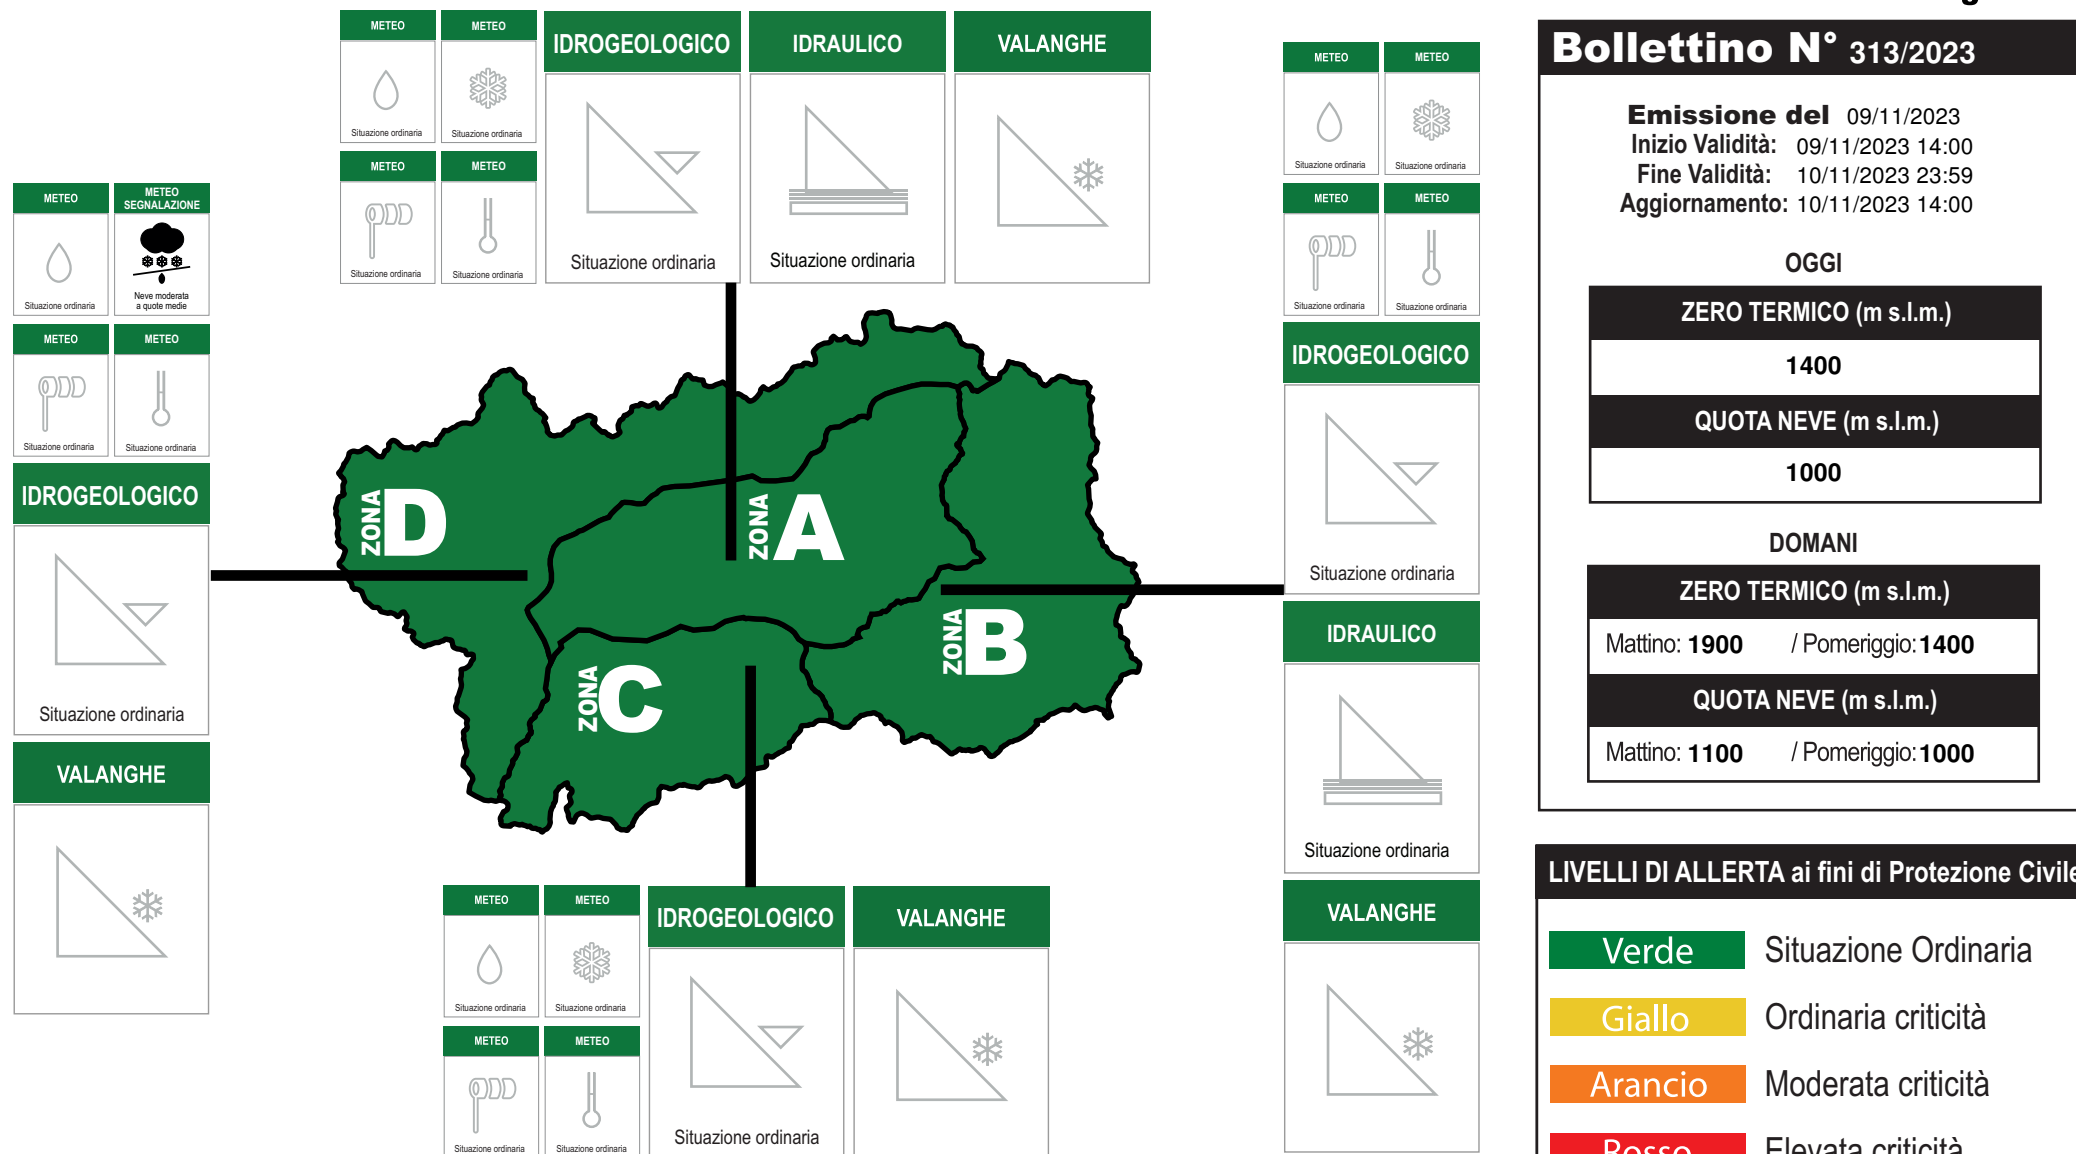 METEO
METEO
IDROGEOLOGICO
IDRAULICO
VALANGHE
Situazione ordinaria
Situazione ordinaria
METEO
METEO
Situazione ordinaria
Situazione ordinaria
Situazione ordinaria
Situazione ordinaria
METEO
METEO
SEGNALAZIONE
Situazione ordinaria
Neve moderata
a quote medie
METEO
METEO
Situazione ordinaria
Situazione ordinaria
IDROGEOLOGICO
Situazione ordinaria
VALANGHE
ZONA D
ZONA A
ZONA B
ZONA C
METEO
METEO
Situazione ordinaria
Situazione ordinaria
METEO
METEO
Situazione ordinaria
Situazione ordinaria
IDROGEOLOGICO
Situazione ordinaria
IDRAULICO
Situazione ordinaria
VALANGHE
METEO
METEO
IDROGEOLOGICO
VALANGHE
Situazione ordinaria
Situazione ordinaria
METEO
METEO
Situazione ordinaria
Situazione ordinaria
Situazione ordinaria
Bollettino N° 313/2023
Emissione del 09/11/2023
Inizio Validità: 09/11/2023 14:00
Fine Validità: 10/11/2023 23:59
Aggiornamento: 10/11/2023 14:00
OGGI
ZERO TERMICO (m s.l.m.)
1400
QUOTA NEVE (m s.l.m.)
1000
DOMANI
ZERO TERMICO (m s.l.m.)
Mattino: 1900 / Pomeriggio: 1400
QUOTA NEVE (m s.l.m.)
Mattino: 1100 / Pomeriggio: 1000
LIVELLI DI ALLERTA ai fini di Protezione Civile
Verde Situazione Ordinaria
Giallo Ordinaria criticità
Arancio Moderata criticità
Rosso Elevata criticità